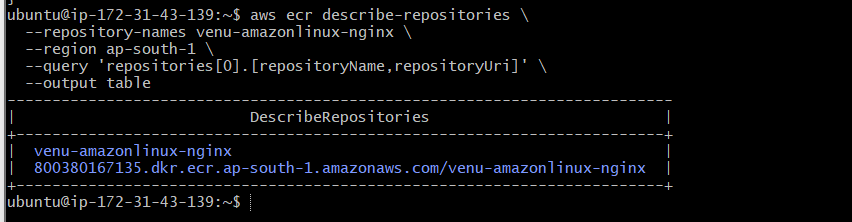 ubuntu@ip-172-31-43-139:~$ aws ecr describe-repositories \
  --repository-names venu-amazonlinux-nginx \
  --region ap-south-1 \
  --query 'repositories[0].[repositoryName,repositoryUri]' \
  --output table
-------------------------------------------------------------------------
|                          DescribeRepositories                          |
+-----------------------------------------------------------------------+
|  venu-amazonlinux-nginx                                                |
|  800380167135.dkr.ecr.ap-south-1.amazonaws.com/venu-amazonlinux-nginx  |
+-----------------------------------------------------------------------+
ubuntu@ip-172-31-43-139:~$